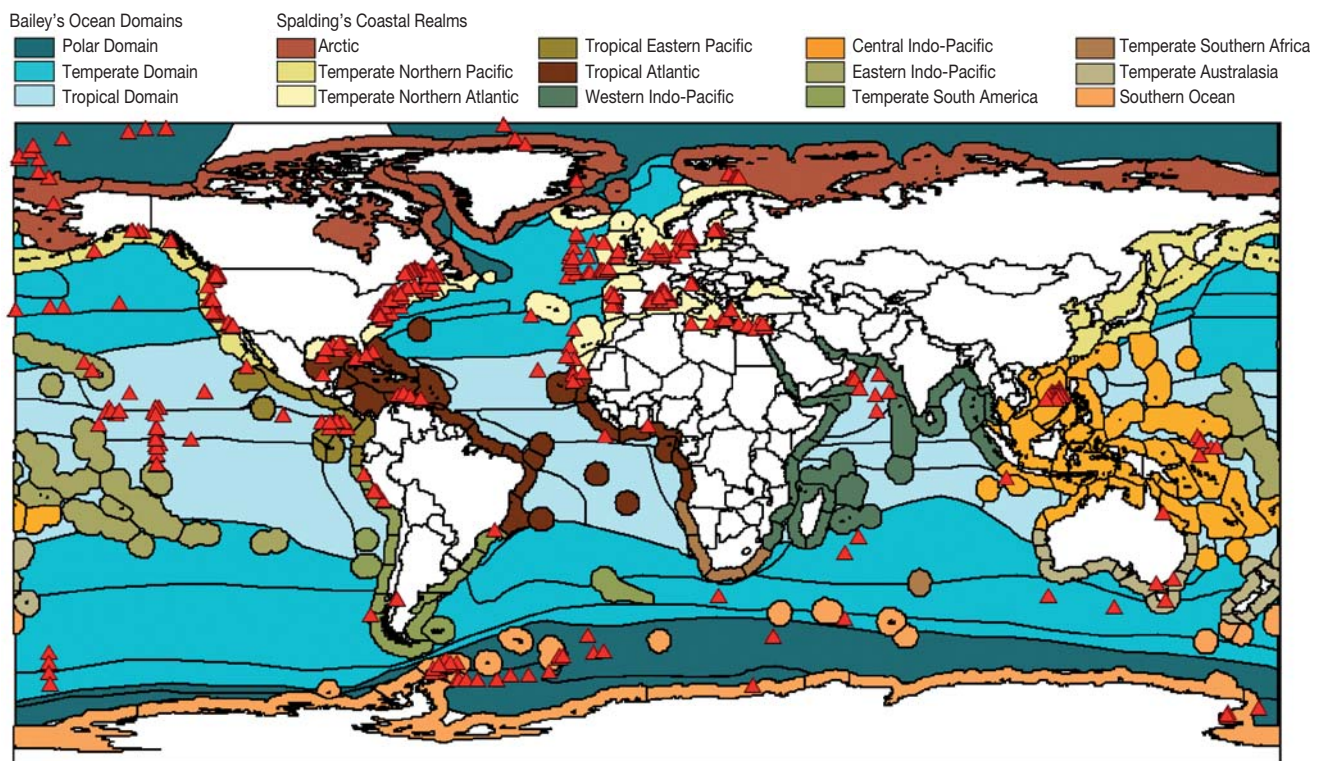 Bailey's Ocean Domains
Spalding's Coastal Realms
Polar Domain
Arctic
Tropical Eastern Pacific
Central Indo-Pacific
Temperate Southern Africa
Temperate Domain
Temperate Northern Pacific
Tropical Atlantic
Eastern Indo-Pacific
Temperate Australasia
Tropical Domain
Temperate Northern Atlantic
Western Indo-Pacific
Temperate South America
Southern Ocean